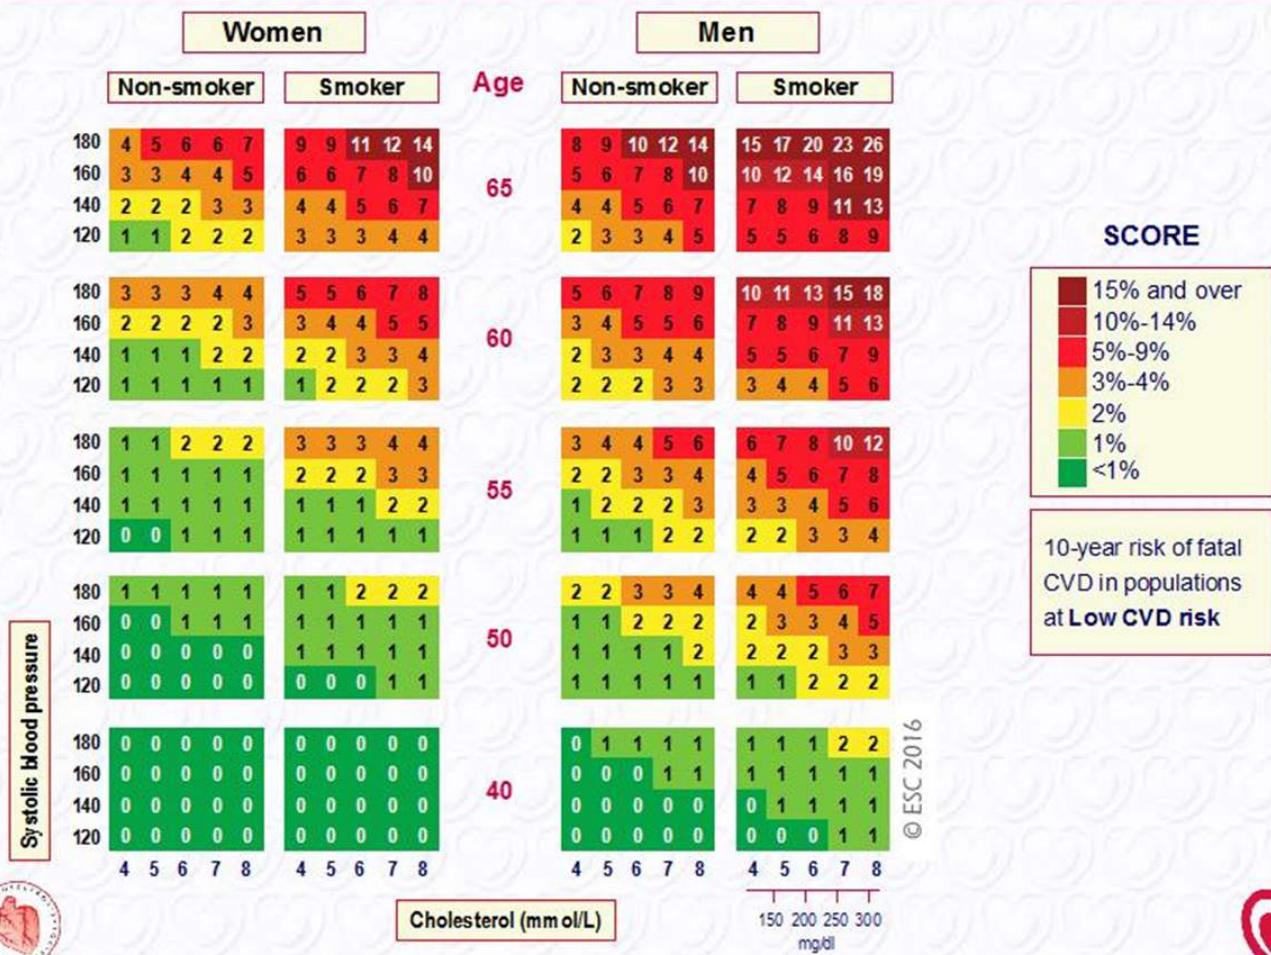 Women Men
Non-smoker Smoker Age Non-smoker Smoker
180 4 5 6 6 7 9 9 11 12 14 8 9 10 12 14 15 17 20 23 26
160 3 3 4 4 5 6 6 7 8 10 5 6 7 8 10 10 12 14 16 19
65
140 2 2 2 3 3 4 4 5 6 7 4 4 5 6 7 7 8 9 11 13
120 1 1 2 2 2 3 3 3 4 4 2 3 3 4 5 5 5 6 8 9
180 3 3 3 4 4 5 5 6 7 8 5 6 7 8 9 10 11 13 15 18
160 2 2 2 2 3 3 4 4 5 5 3 4 5 5 6 7 8 9 11 13
60
140 1 1 1 2 2 2 2 3 3 4 2 3 3 4 4 5 5 6 7 9
120 1 1 1 1 1 1 2 2 2 3 2 2 2 3 3 3 4 4 5 6
180 1 1 2 2 2 3 3 3 4 4 3 4 4 5 6 6 7 8 10 12
160 1 1 1 1 1 2 2 2 3 3 2 2 3 3 4 4 5 6 7 8
55
140 1 1 1 1 1 1 1 1 2 2 1 2 2 2 3 3 3 4 5 6
120 0 0 1 1 1 1 1 1 1 1 1 1 1 2 2 2 2 3 3 4
180 1 1 1 1 1 1 1 2 2 2 2 2 3 3 4 4 4 5 6 7
160 0 0 1 1 1 1 1 1 1 1 1 1 2 2 2 2 3 3 4 5
50
140 0 0 0 0 0 1 1 1 1 1 1 1 1 1 2 2 2 2 3 3
120 0 0 0 0 0 0 0 0 1 1 1 1 1 1 1 1 1 2 2 2
180 0 0 0 0 0 0 0 0 0 0 0 1 1 1 1 1 1 1 2 2
160 0 0 0 0 0 0 0 0 0 0 0 0 0 1 1 1 1 1 1 1
40
140 0 0 0 0 0 0 0 0 0 0 0 0 0 0 0 0 1 1 1 1
120 0 0 0 0 0 0 0 0 0 0 0 0 0 0 0 0 0 0 1 1
4 5 6 7 8 4 5 6 7 8 4 5 6 7 8 4 5 6 7 8
Systolic blood pressure
Cholesterol (mmol/L)
150 200 250 300
mg/dl
© ESC 2016
SCORE
15% and over
10%-14%
5%-9%
3%-4%
2%
1%
<1%
10-year risk of fatal
CVD in populations
at Low CVD risk